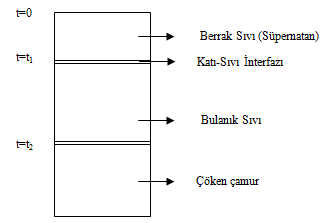 t=0
Berrak Sıvı (Süpernatan)
t=t1
Katı-Sıvı İnterfazı
Bulanık Sıvı
t=t2
Çöken çamur